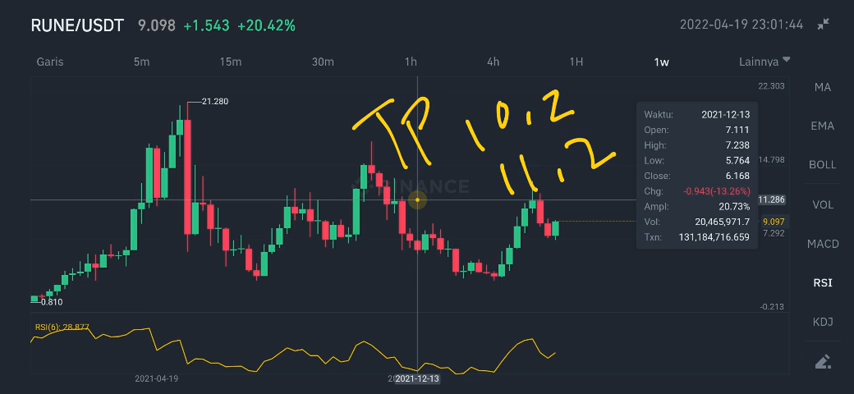 RUNE/USDT 9.098 +1.543 +20.42% 2022-04-19 23:01:44
Garis 5m 15m 30m 1h 4h 1H 1w Lainnya
MA
EMA
BOLL
VOL
MACD
RSI
KDJ
22.303
14.798
11.286
9.097
7.292
-0.213
21.280
0.810
TP 10.2
11.2
BINANCE
Waktu: 2021-12-13
Open: 7.111
High: 7.238
Low: 5.764
Close: 6.168
Chg: -0.943(-13.26%)
Ampl: 20.73%
Vol: 20,465,971.7
Txn: 131,184,716.659
RSI(6): 28.877
2021-04-19 2021-12-13